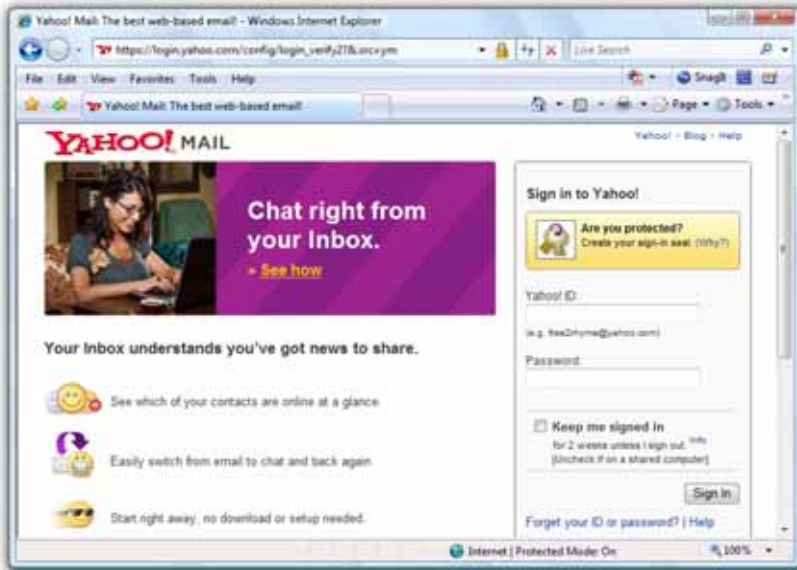 Yahoo! Mail: The best web-based email! - Windows Internet Explorer
https://login.yahoo.com/config/login_verify2?&.src=ym
Live Search
File Edit View Favorites Tools Help
SnagIt
Yahoo! Mail: The best web-based email!
Page Tools
YAHOO! MAIL
Yahoo! - Blog - Help
Chat right from
your Inbox.
» See how
Sign in to Yahoo!
Are you protected?
Create your sign-in seal. (Why?)
Yahoo! ID:
(e.g. free2rhyme@yahoo.com)
Password:
Keep me signed in
for 2 weeks unless I sign out. Info
[Uncheck if on a shared computer]
Sign In
Forget your ID or password? | Help
Your Inbox understands you've got news to share.
See which of your contacts are online at a glance.
Easily switch from email to chat and back again.
Start right away, no download or setup needed.
Internet | Protected Mode: On
100%